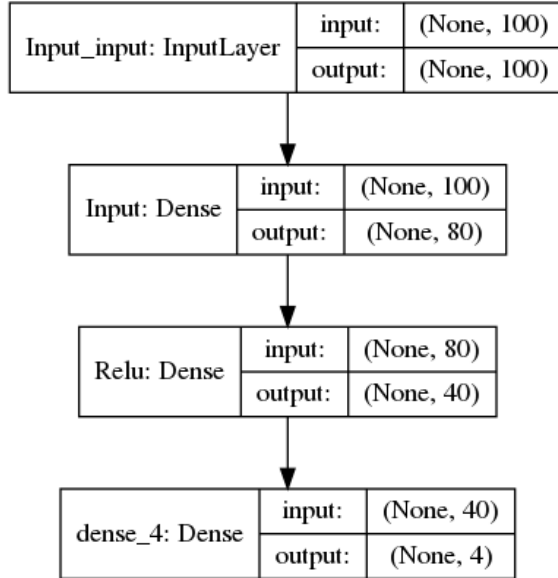 Input_input: InputLayer
input: (None, 100)
output: (None, 100)
Input: Dense
input: (None, 100)
output: (None, 80)
Relu: Dense
input: (None, 80)
output: (None, 40)
dense_4: Dense
input: (None, 40)
output: (None, 4)